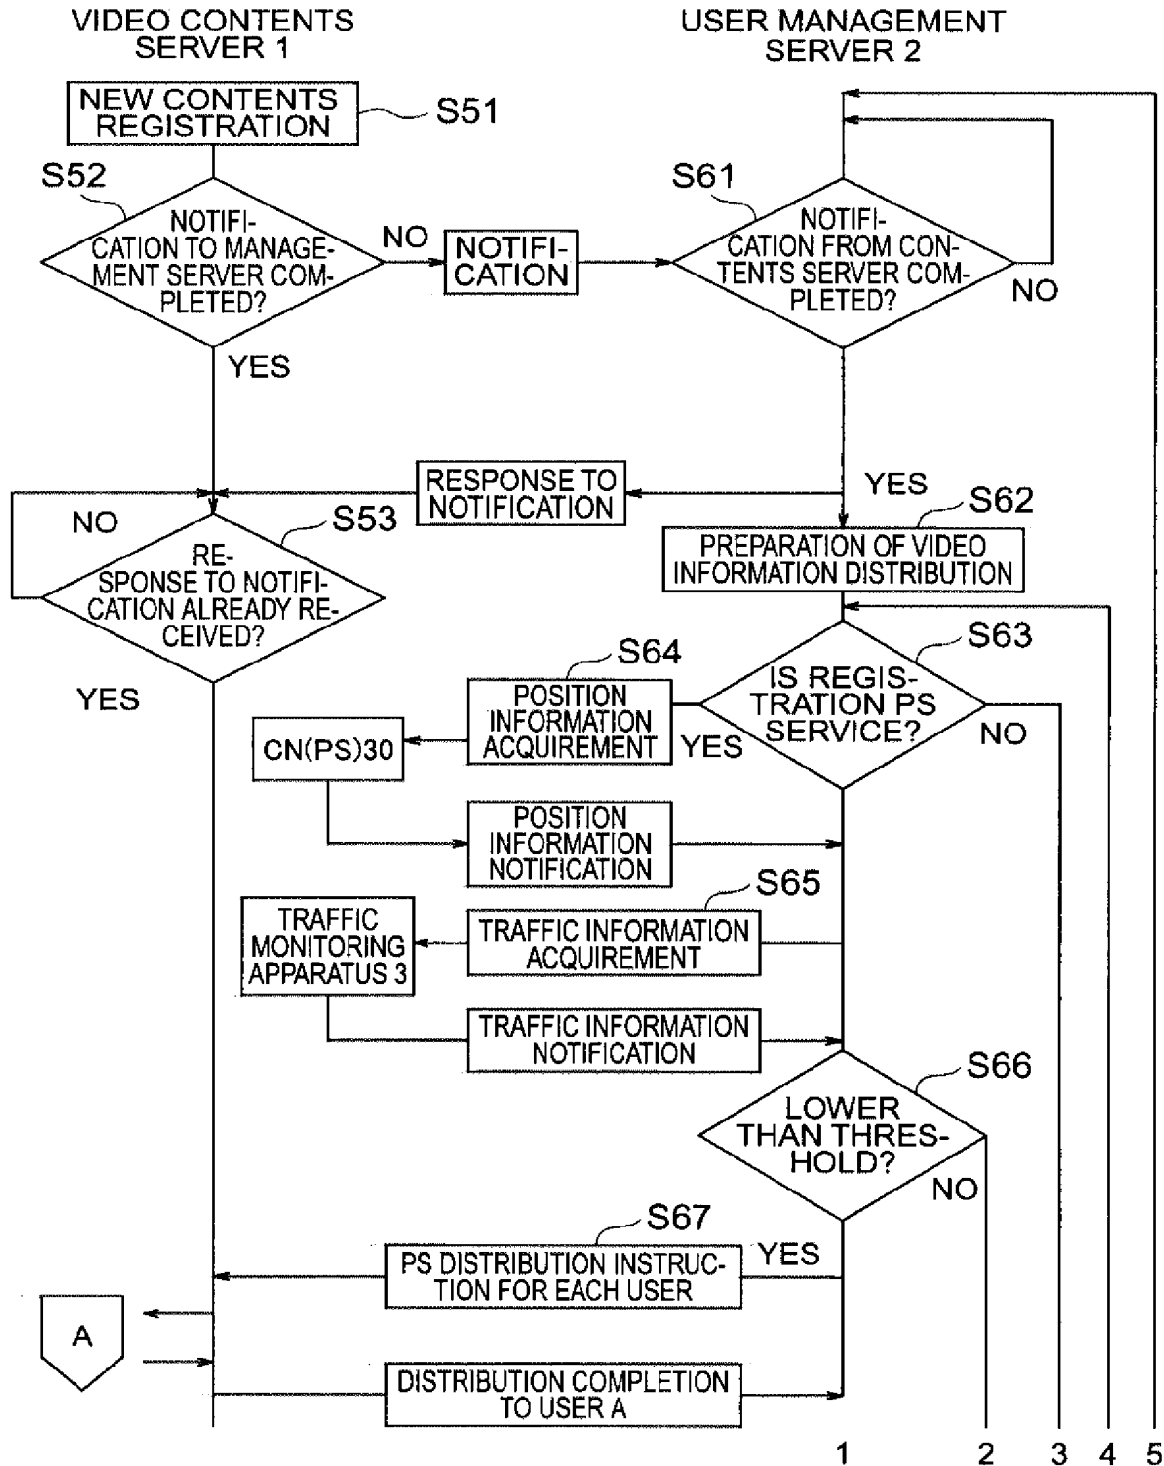 VIDEO CONTENTS
SERVER 1
USER MANAGEMENT
SERVER 2
NEW CONTENTS
REGISTRATION
S51
S52
NOTIFI-
CATION TO MANAGE-
MENT SERVER COM-
PLETED?
NO
NOTIFI-
CATION
S61
NOTIFI-
CATION FROM CON-
TENTS SERVER COM-
PLETED?
NO
YES
RESPONSE TO
NOTIFICATION
YES
S62
PREPARATION OF VIDEO
INFORMATION DISTRIBUTION
NO
S53
RE-
SPONSE TO NOTIFI-
CATION ALREADY RE-
CEIVED?
YES
S63
IS REGIS-
TRATION PS
SERVICE?
NO
YES
S64
POSITION
INFORMATION
ACQUIREMENT
CN(PS)30
POSITION
INFORMATION
NOTIFICATION
S65
TRAFFIC INFORMATION
ACQUIREMENT
TRAFFIC
MONITORING
APPARATUS 3
TRAFFIC INFORMATION
NOTIFICATION
S66
LOWER
THAN THRES-
HOLD?
NO
YES
S67
PS DISTRIBUTION INSTRUC-
TION FOR EACH USER
A
DISTRIBUTION COMPLETION
TO USER A
1 2 3 4 5